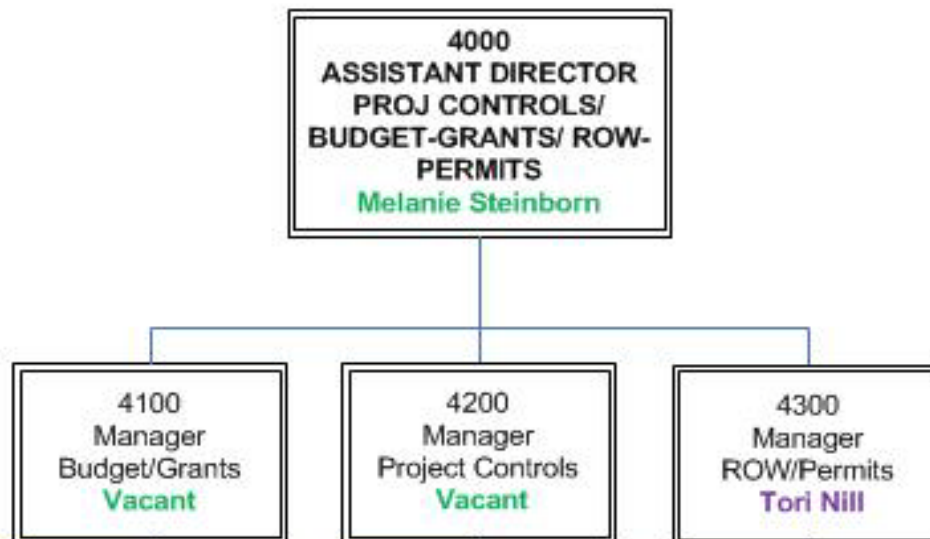 4000
ASSISTANT DIRECTOR
PROJ CONTROLS/
BUDGET-GRANTS/ ROW-
PERMITS
Melanie Steinborn
4100
Manager
Budget/Grants
Vacant
4200
Manager
Project Controls
Vacant
4300
Manager
ROW/Permits
Tori Nill